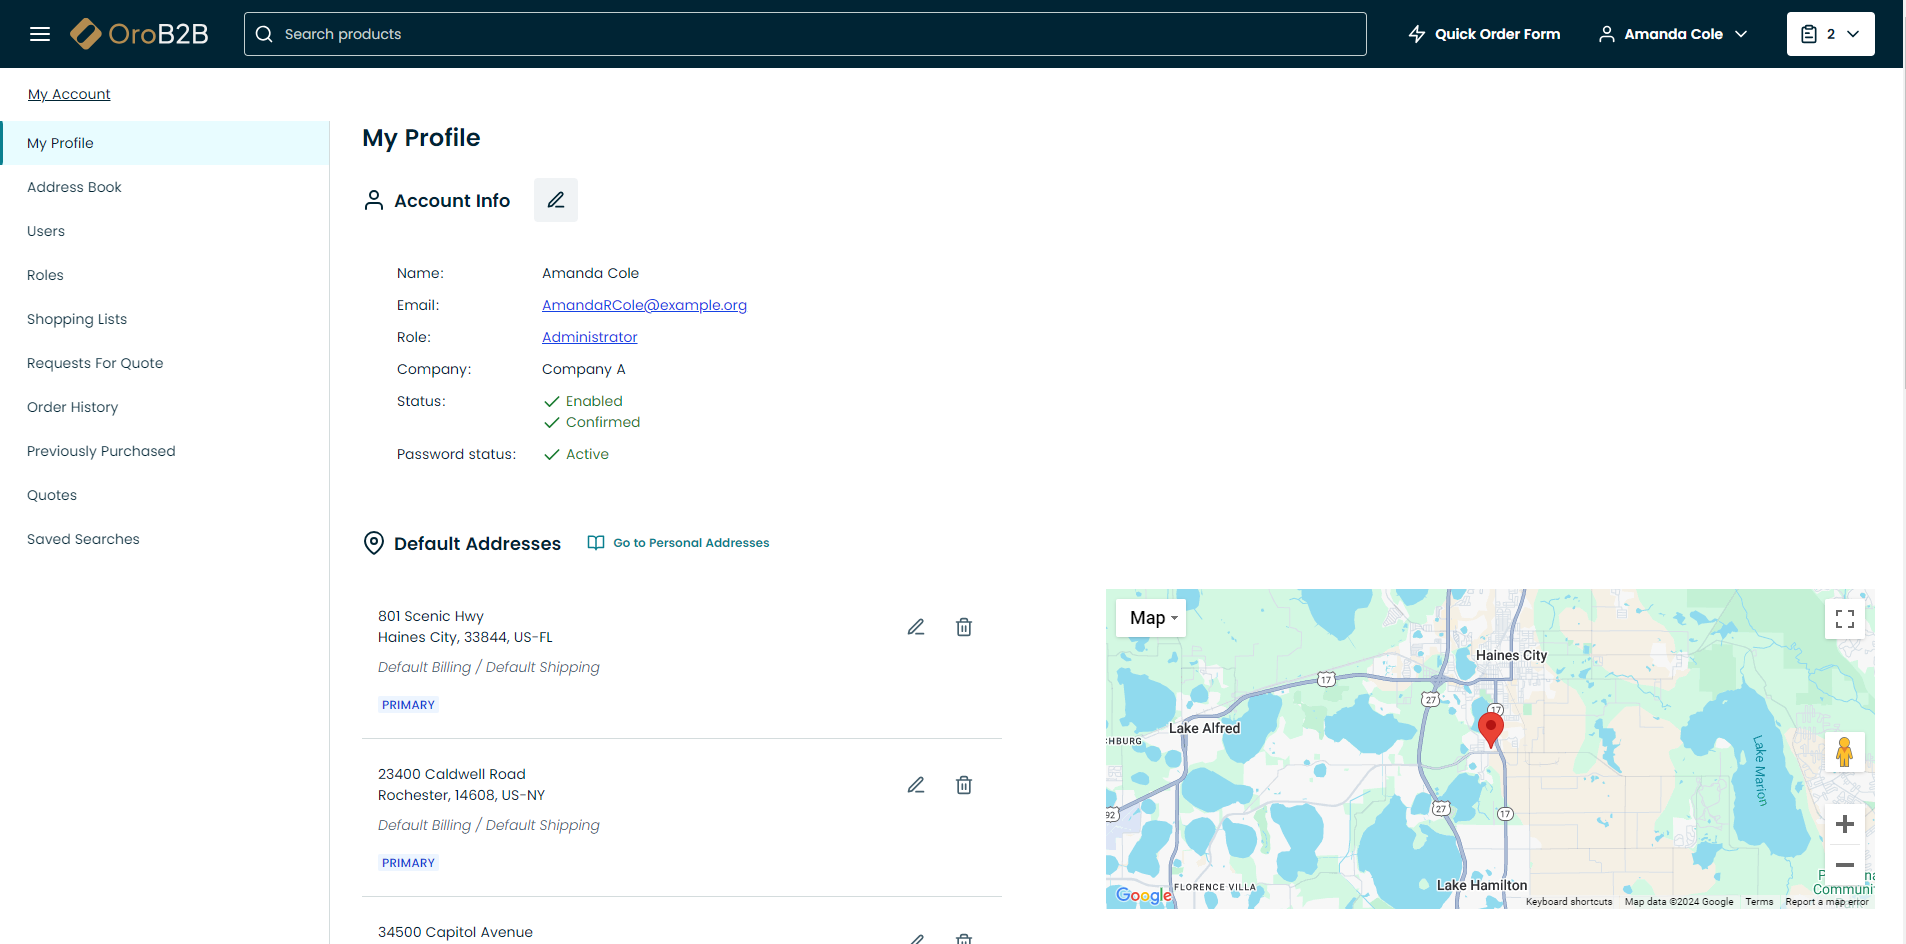 OroB2B
Search products
Quick Order Form
Amanda Cole
2
My Account
My Profile
Address Book
Users
Roles
Shopping Lists
Requests For Quote
Order History
Previously Purchased
Quotes
Saved Searches
My Profile
Account Info
Name: Amanda Cole
Email: AmandaRCole@example.org
Role: Administrator
Company: Company A
Status: Enabled
Confirmed
Password status: Active
Default Addresses
Go to Personal Addresses
801 Scenic Hwy
Haines City, 33844, US-FL
Default Billing / Default Shipping
PRIMARY
23400 Caldwell Road
Rochester, 14608, US-NY
Default Billing / Default Shipping
PRIMARY
34500 Capitol Avenue
Map
Haines City
17
27
17
Lake Alfred
CHBURG
Lake Marion
27
17
92
FLORENCE VILLA
Lake Hamilton
Google
Keyboard shortcuts
Map data ©2024 Google
Terms
Report a map error